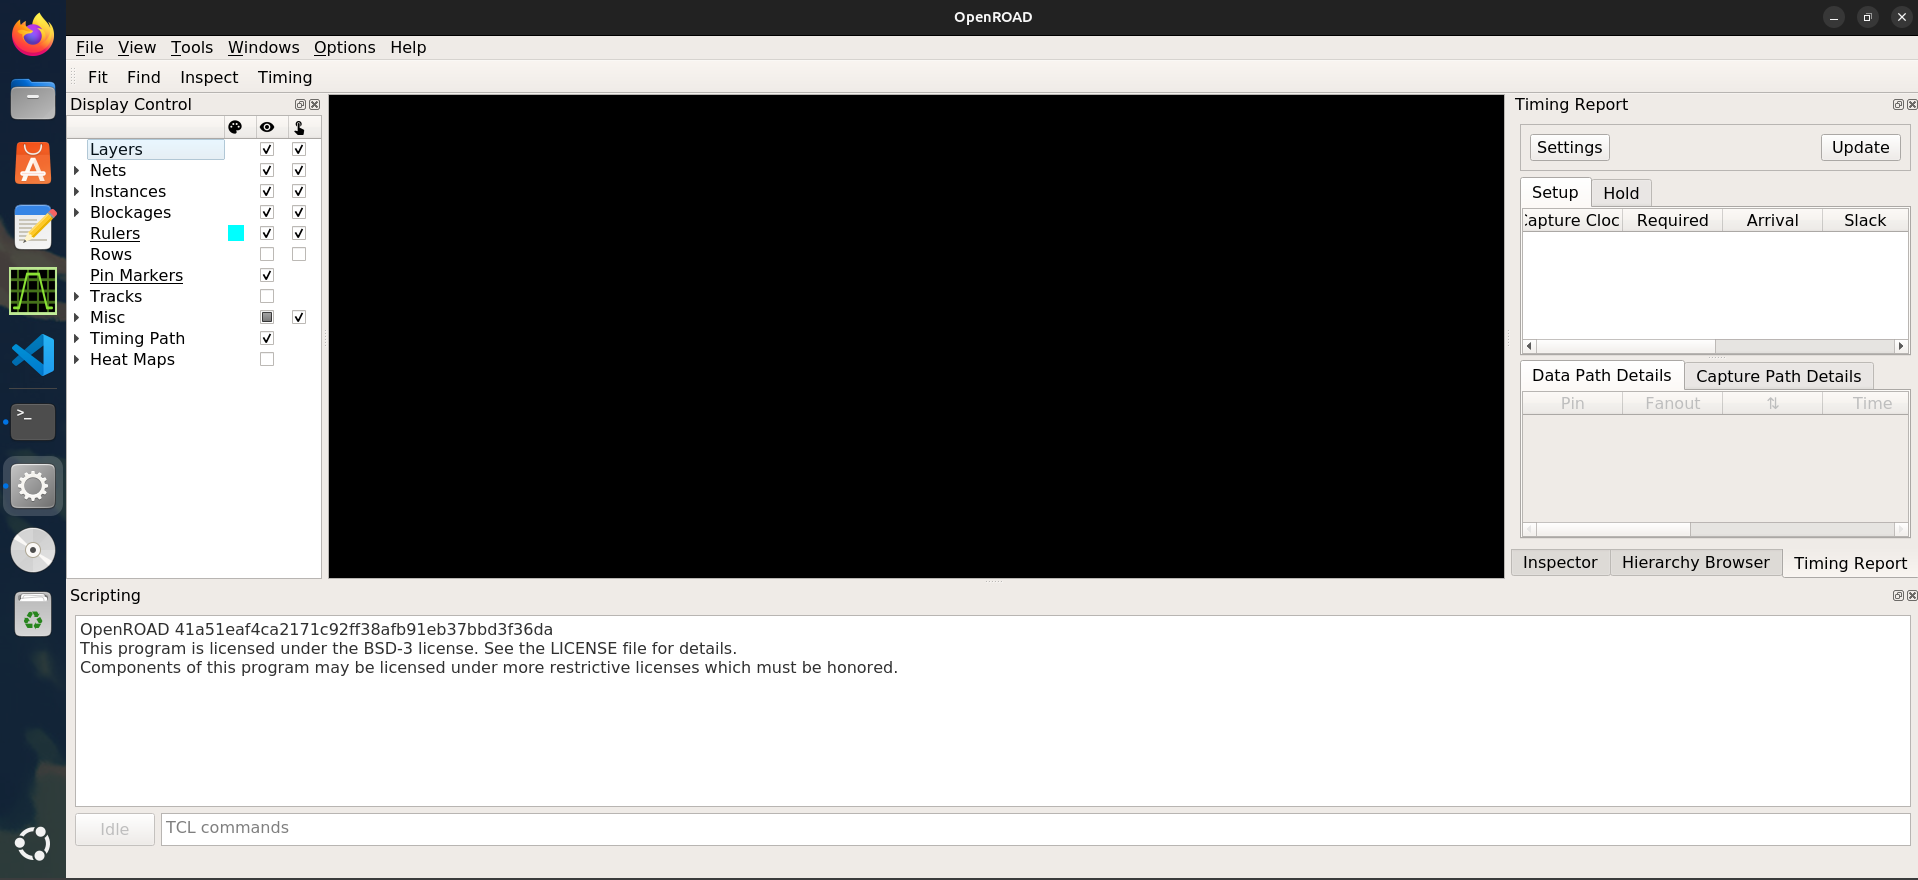 OpenROAD
File View Tools Windows Options Help
Fit Find Inspect Timing
Display Control
Layers
Nets
Instances
Blockages
Rulers
Rows
Pin Markers
Tracks
Misc
Timing Path
Heat Maps
Timing Report
Settings Update
Setup Hold
Required Arrival Slack
Data Path Details Capture Path Details
Pin Fanout ⇅ Time
Inspector Hierarchy Browser Timing Report
Scripting
OpenROAD 41a51eaf4ca2171c92ff38afb91eb37bbd3f36da
This program is licensed under the BSD-3 license. See the LICENSE file for details.
Components of this program may be licensed under more restrictive licenses which must be honored.
Idle TCL commands